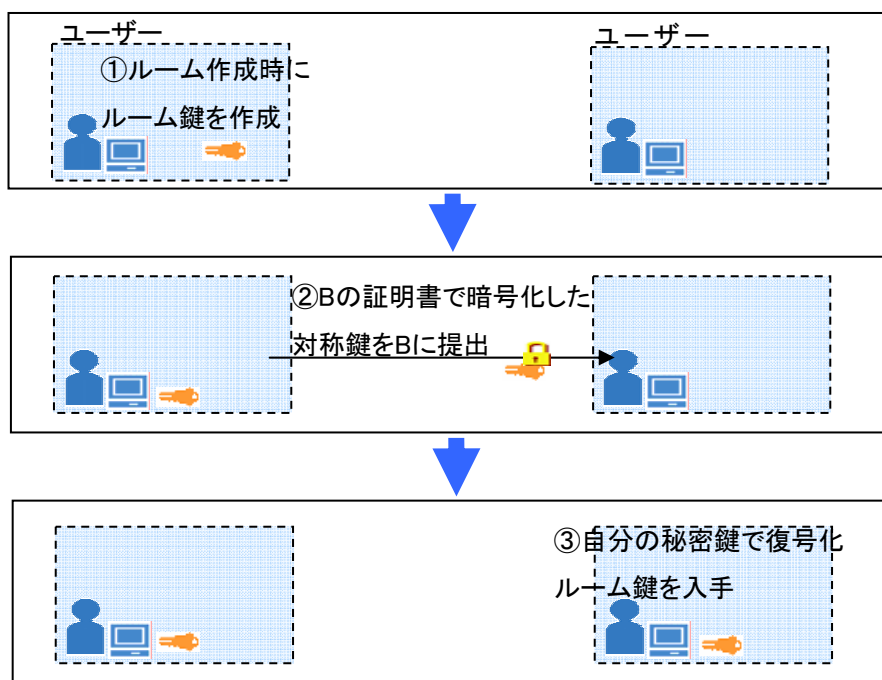 ユーザー
ユーザー
①ルーム作成時に
ルーム鍵を作成
②Bの証明書で暗号化した
対称鍵をBに提出
③自分の秘密鍵で復号化
ルーム鍵を入手